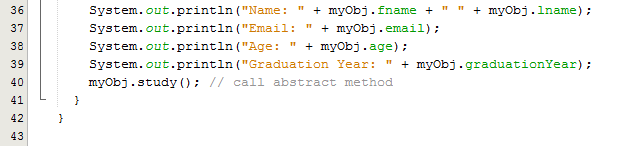 36 System.out.println("Name: " + myObj.fname + " " + myObj.lname);
37 System.out.println("Email: " + myObj.email);
38 System.out.println("Age: " + myObj.age);
39 System.out.println("Graduation Year: " + myObj.graduationYear);
40 myObj.study(); // call abstract method
41 }
42 }
43